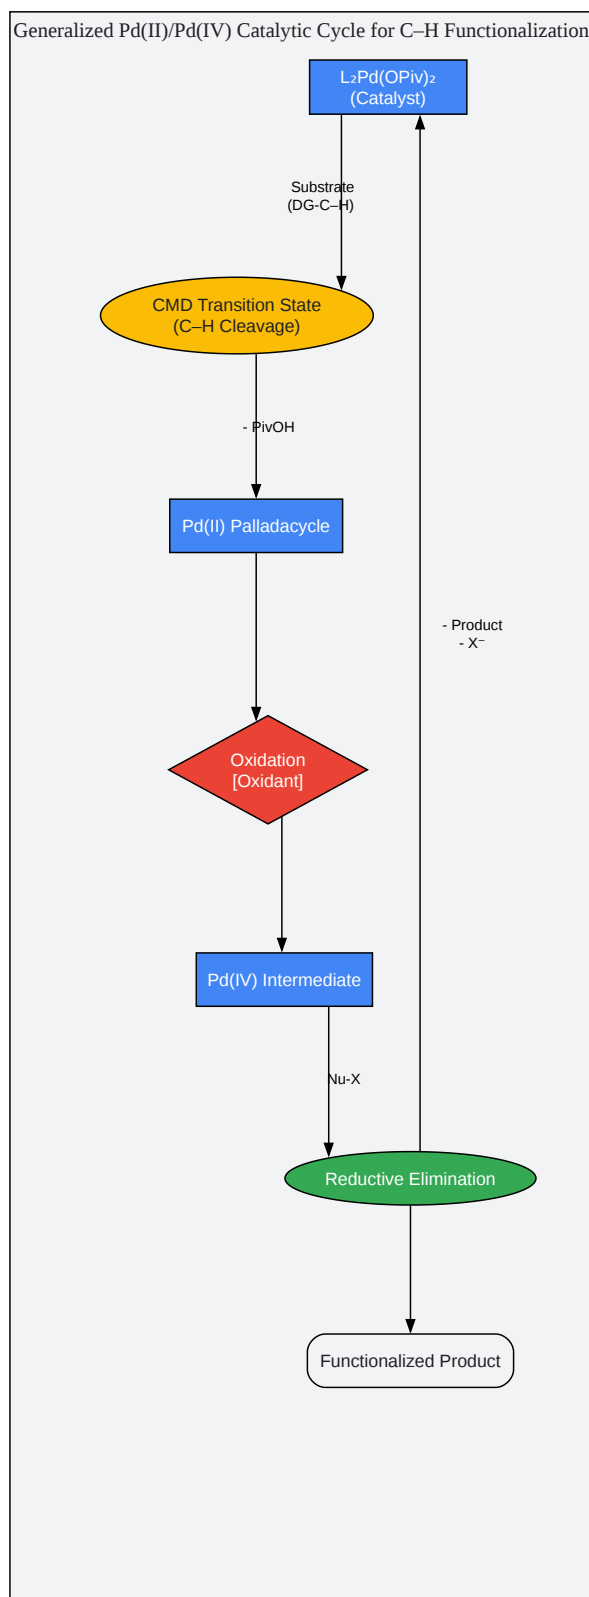 Generalized Pd(II)/Pd(IV) Catalytic Cycle for C–H Functionalization
L₂Pd(OPiv)₂
(Catalyst)
Substrate
(DG-C–H)
CMD Transition State
(C–H Cleavage)
- PivOH
Pd(II) Palladacycle
- Product
- X⁻
Oxidation
[Oxidant]
Pd(IV) Intermediate
Nu-X
Reductive Elimination
Functionalized Product